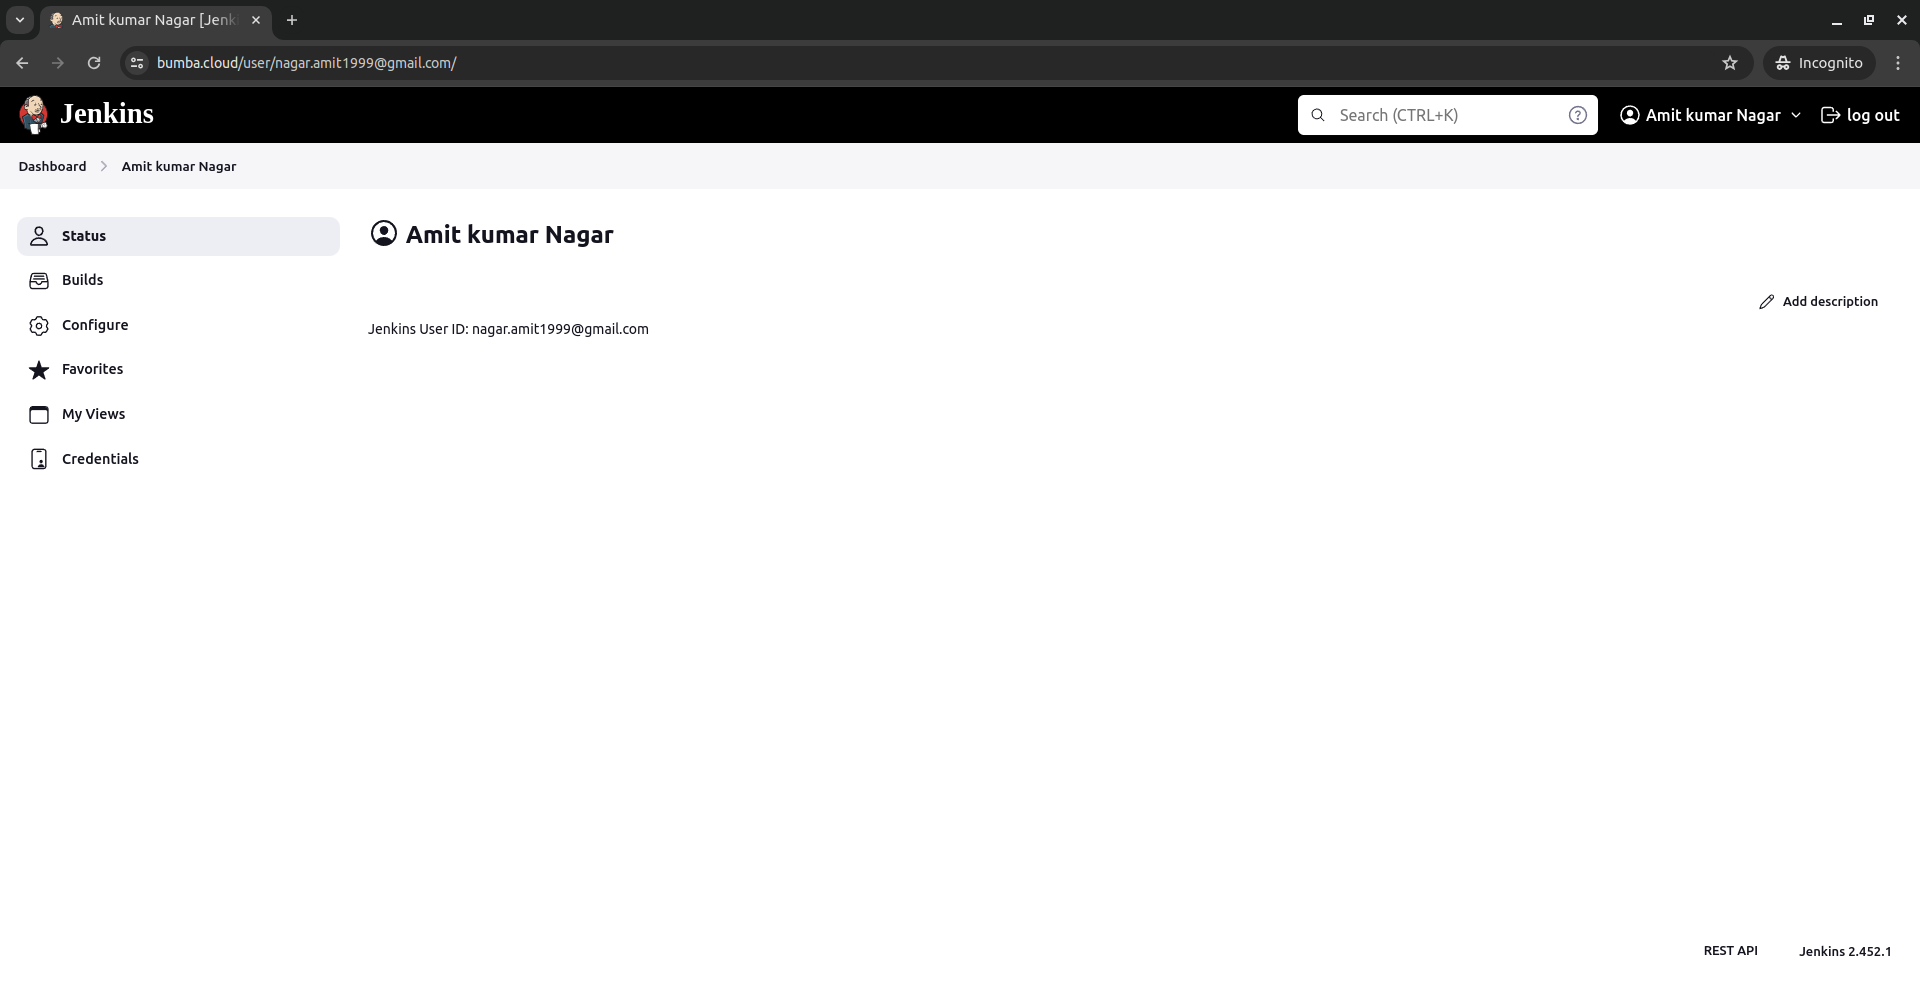 Amit kumar Nagar [Jenk
bumba.cloud/user/nagar.amit1999@gmail.com/
Incognito
Jenkins
Search (CTRL+K)
Amit kumar Nagar
log out
Dashboard
Amit kumar Nagar
Status
Builds
Configure
Favorites
My Views
Credentials
Amit kumar Nagar
Add description
Jenkins User ID: nagar.amit1999@gmail.com
REST API
Jenkins 2.452.1